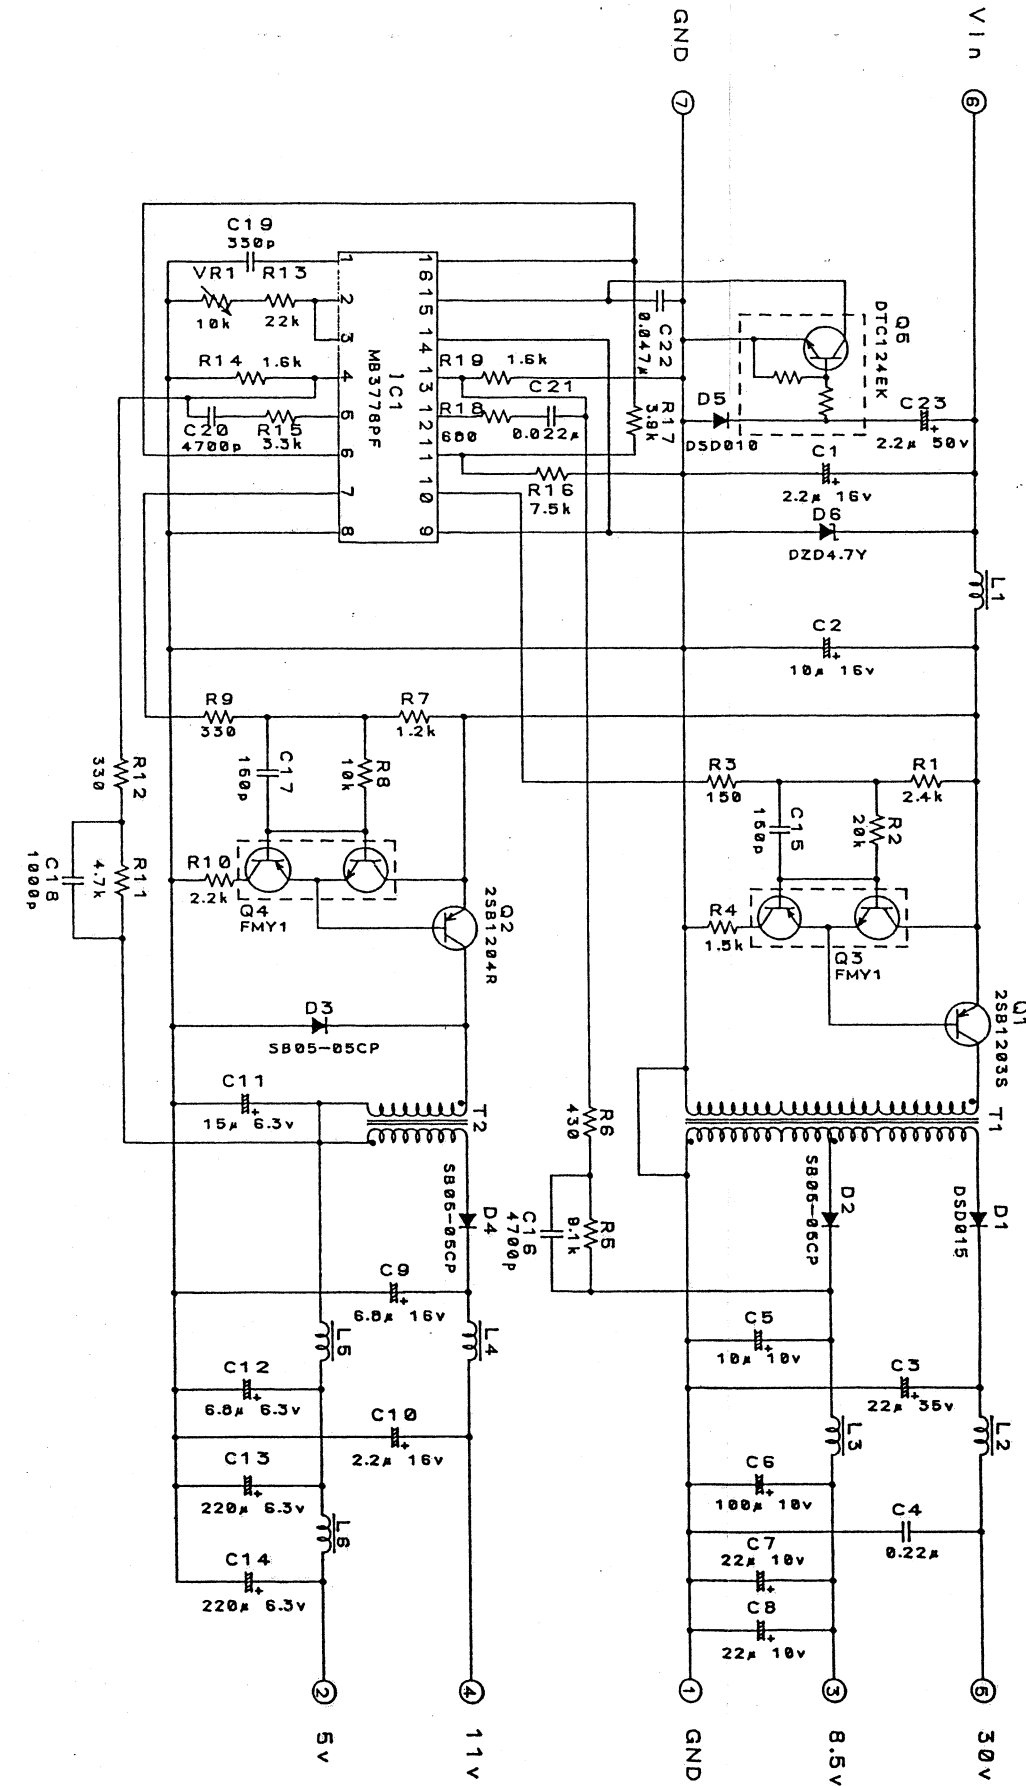 GND
Vin
7
6
C19
330p
VR1
10k
R13
22k
R14 1.6k
C20
4700p
R15
3.3k
1
2
3
4
5
6
7
8
IC1
MB3778PF
16
15
14
13
12
11
10
9
R19 1.6k
R18
680
C21
0.022μ
C22
0.047μ
R17
3.8k
R16
7.5k
Q5
DTC124EK
D5
DSD010
C23
2.2μ 50v
C1
2.2μ 16v
D6
DZD4.7Y
L1
C2
10μ 16v
R9
330
R7
1.2k
C17
150p
R8
10k
R12
330
R11
4.7k
C18
1000p
R10
2.2k
Q4
FMY1
Q2
2SB1204R
R3
150
R1
2.4k
C15
150p
R2
20k
R4
1.5k
Q3
FMY1
Q1
2SB1203S
D3
SB05-05CP
C11
15μ 6.3v
T2
T1
R6
430
R5
9.1k
C16
4700p
D4
SB05-05CP
D2
SB05-05CP
D1
DSD015
C9
6.8μ 16v
L4
L5
C5
10μ 10v
C3
22μ 35v
C12
6.8μ 6.3v
C10
2.2μ 16v
L3
L2
C13
220μ 6.3v
C6
100μ 10v
C4
0.22μ
L6
C7
22μ 10v
C14
220μ 6.3v
C8
22μ 10v
2
4
1
3
5
5v
11v
GND
8.5v
30v